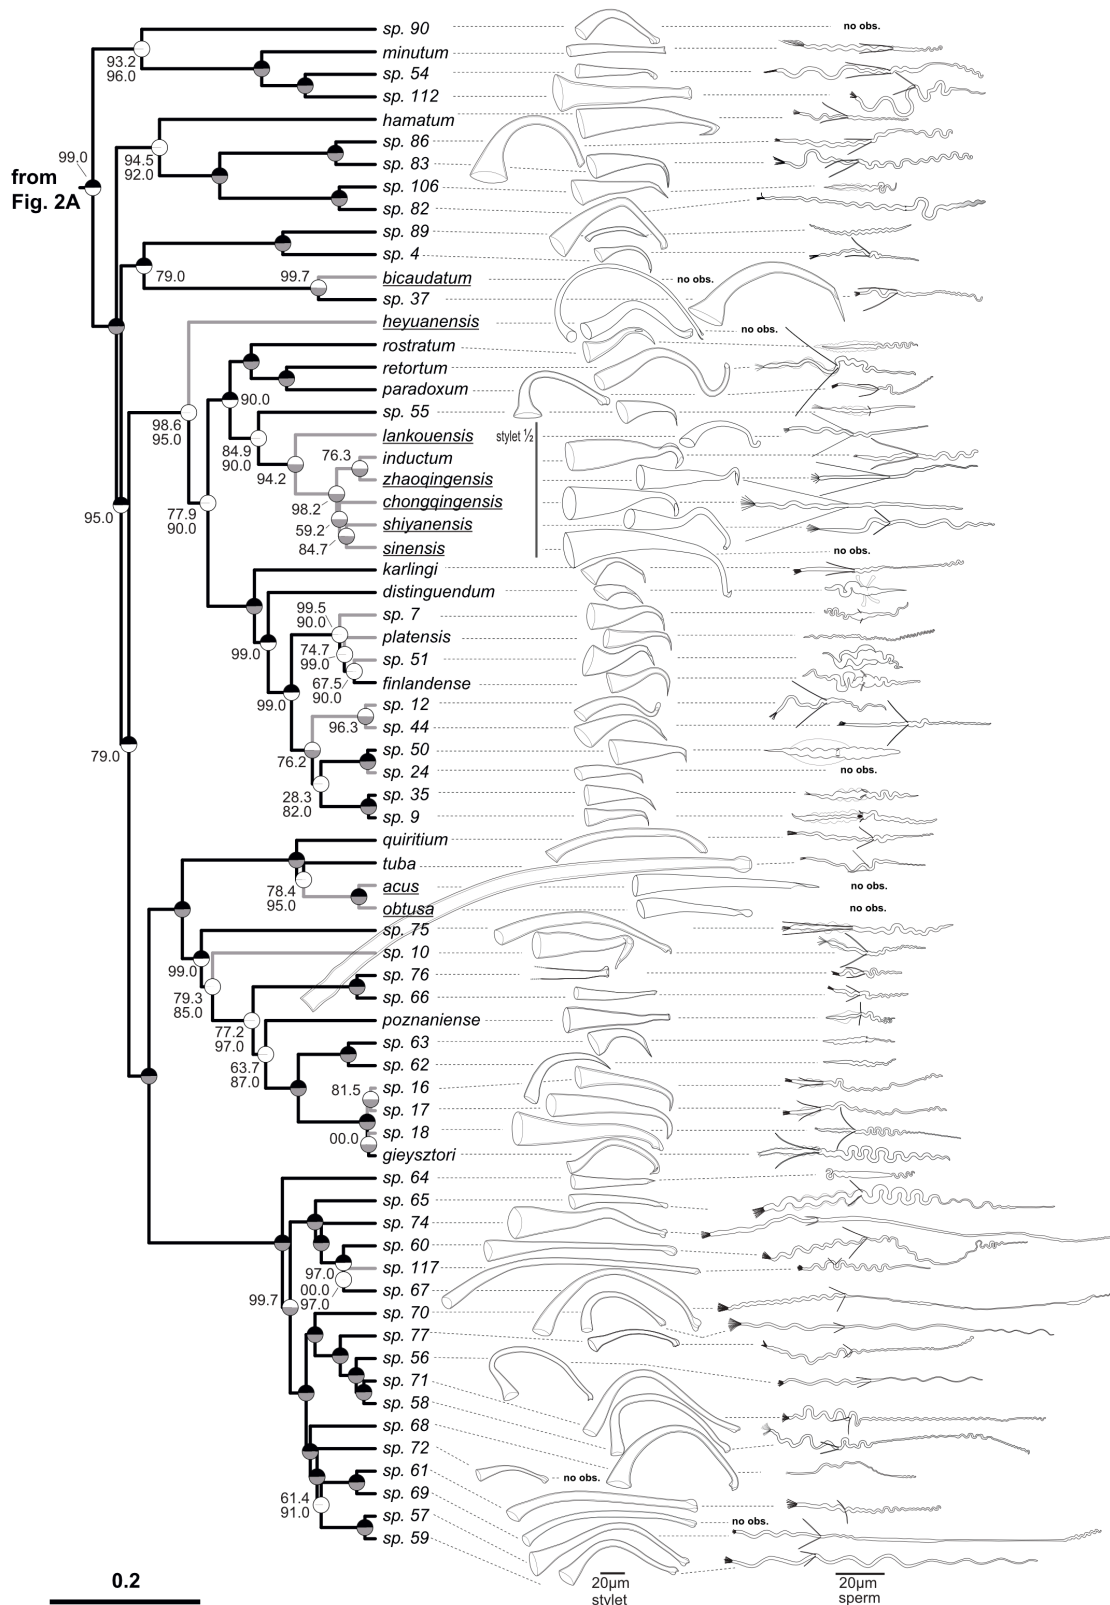 sp. 90
no obs.
minutum
93.2
96.0
sp. 54
sp. 112
hamatum
sp. 86
99.0
94.5
92.0
sp. 83
from
Fig. 2A
sp. 106
sp. 82
sp. 89
sp. 4
79.0
99.7
bicaudatum
no obs.
sp. 37
heyuanensis
no obs.
rostratum
retortum
paradoxum
90.0
sp. 55
98.6
95.0
stylet ½
lankouensis
84.9
90.0
76.3
inductum
94.2
zhaoqingensis
98.2
chongqingensis
95.0
77.9
90.0
59.2
shiyanensis
84.7
sinensis
no obs.
karlingi
distinguendum
99.5
90.0
sp. 7
platensis
99.0
74.7
99.0
sp. 51
67.5
90.0
finlandense
99.0
sp. 12
96.3
sp. 44
79.0
76.2
sp. 50
sp. 24
no obs.
28.3
82.0
sp. 35
sp. 9
quiritium
tuba
78.4
95.0
acus
no obs.
obtusa
no obs.
sp. 75
99.0
sp. 10
79.3
85.0
sp. 76
sp. 66
77.2
97.0
poznaniense
63.7
87.0
sp. 63
sp. 62
81.5
sp. 16
sp. 17
00.0
sp. 18
gieysztori
sp. 64
sp. 65
sp. 74
sp. 60
97.0
sp. 117
00.0
97.0
sp. 67
99.7
sp. 70
sp. 77
sp. 56
sp. 71
sp. 58
sp. 68
sp. 72
no obs.
sp. 61
61.4
91.0
sp. 69
sp. 57
no obs.
sp. 59
0.2
20µm
stylet
20µm
sperm